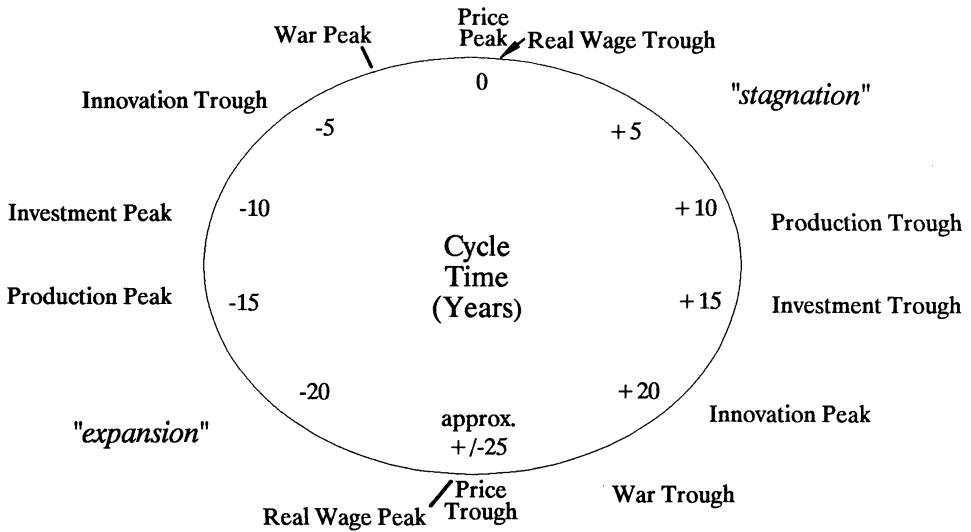 Price
Peak
War Peak
Real Wage Trough
0
"stagnation"
Innovation Trough
-5
+5
Investment Peak
-10
+10
Production Trough
Cycle
Time
(Years)
Production Peak
-15
+15
Investment Trough
-20
+20
"expansion"
approx.
+/-25
Innovation Peak
Real Wage Peak
Price
Trough
War Trough